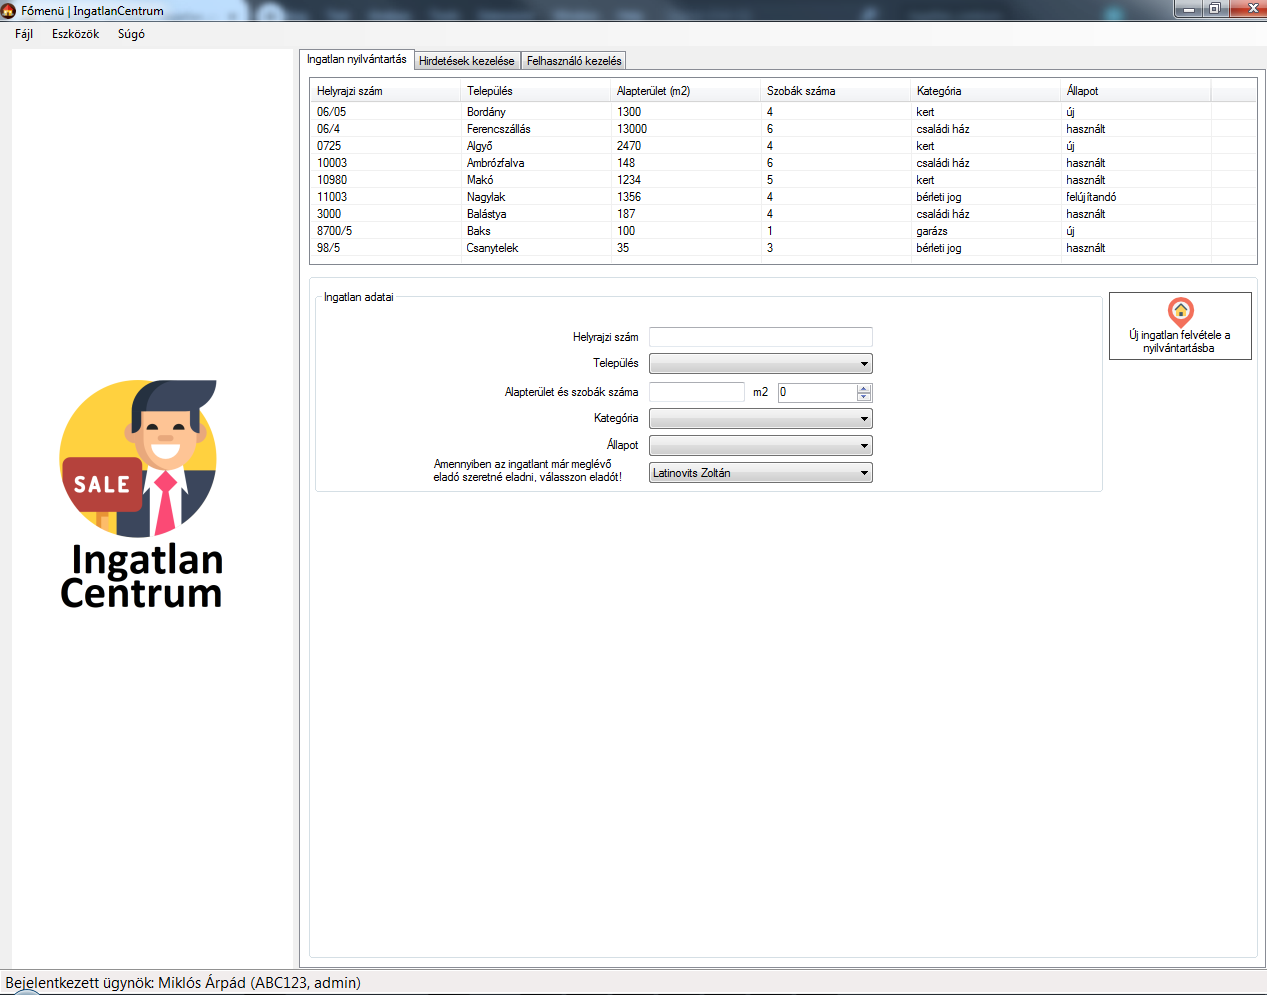 Főmenü | IngatlanCentrum
Fájl Eszközök Súgó
Ingatlan nyilvántartás Hirdetések kezelése Felhasználó kezelés
Helyrajzi szám Település Alapterület (m2) Szobák száma Kategória Állapot
06/05 Bordány 1300 4 kert új
06/4 Ferencszállás 13000 6 családi ház használt
0725 Algyő 2470 4 kert új
10003 Ambrózfalva 148 6 családi ház használt
10980 Makó 1234 5 kert használt
11003 Nagylak 1356 4 bérleti jog felújítandó
3000 Balástya 187 4 családi ház használt
8700/5 Baks 100 1 garázs új
98/5 Csanytelek 35 3 bérleti jog használt
Ingatlan adatai
Helyrajzi szám
Település
Alapterület és szobák száma m2 0
Kategória
Állapot
Amennyiben az ingatlant már meglévő
eladó szeretné eladni, válasszon eladót!
Latinovits Zoltán
Új ingatlan felvétele a
nyilvántartásba
SALE
Ingatlan
Centrum
Bejelentkezett ügynök: Miklós Árpád (ABC123, admin)